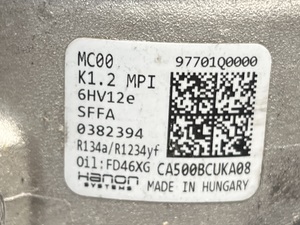 MC00 97701Q0000
K1.2 MPI
6HV12e
SFFA
0382394
R134a/R1234yf
Oil:FD46XG CA500BCUKA08
Hanon
SYSTEMS
MADE IN HUNGARY